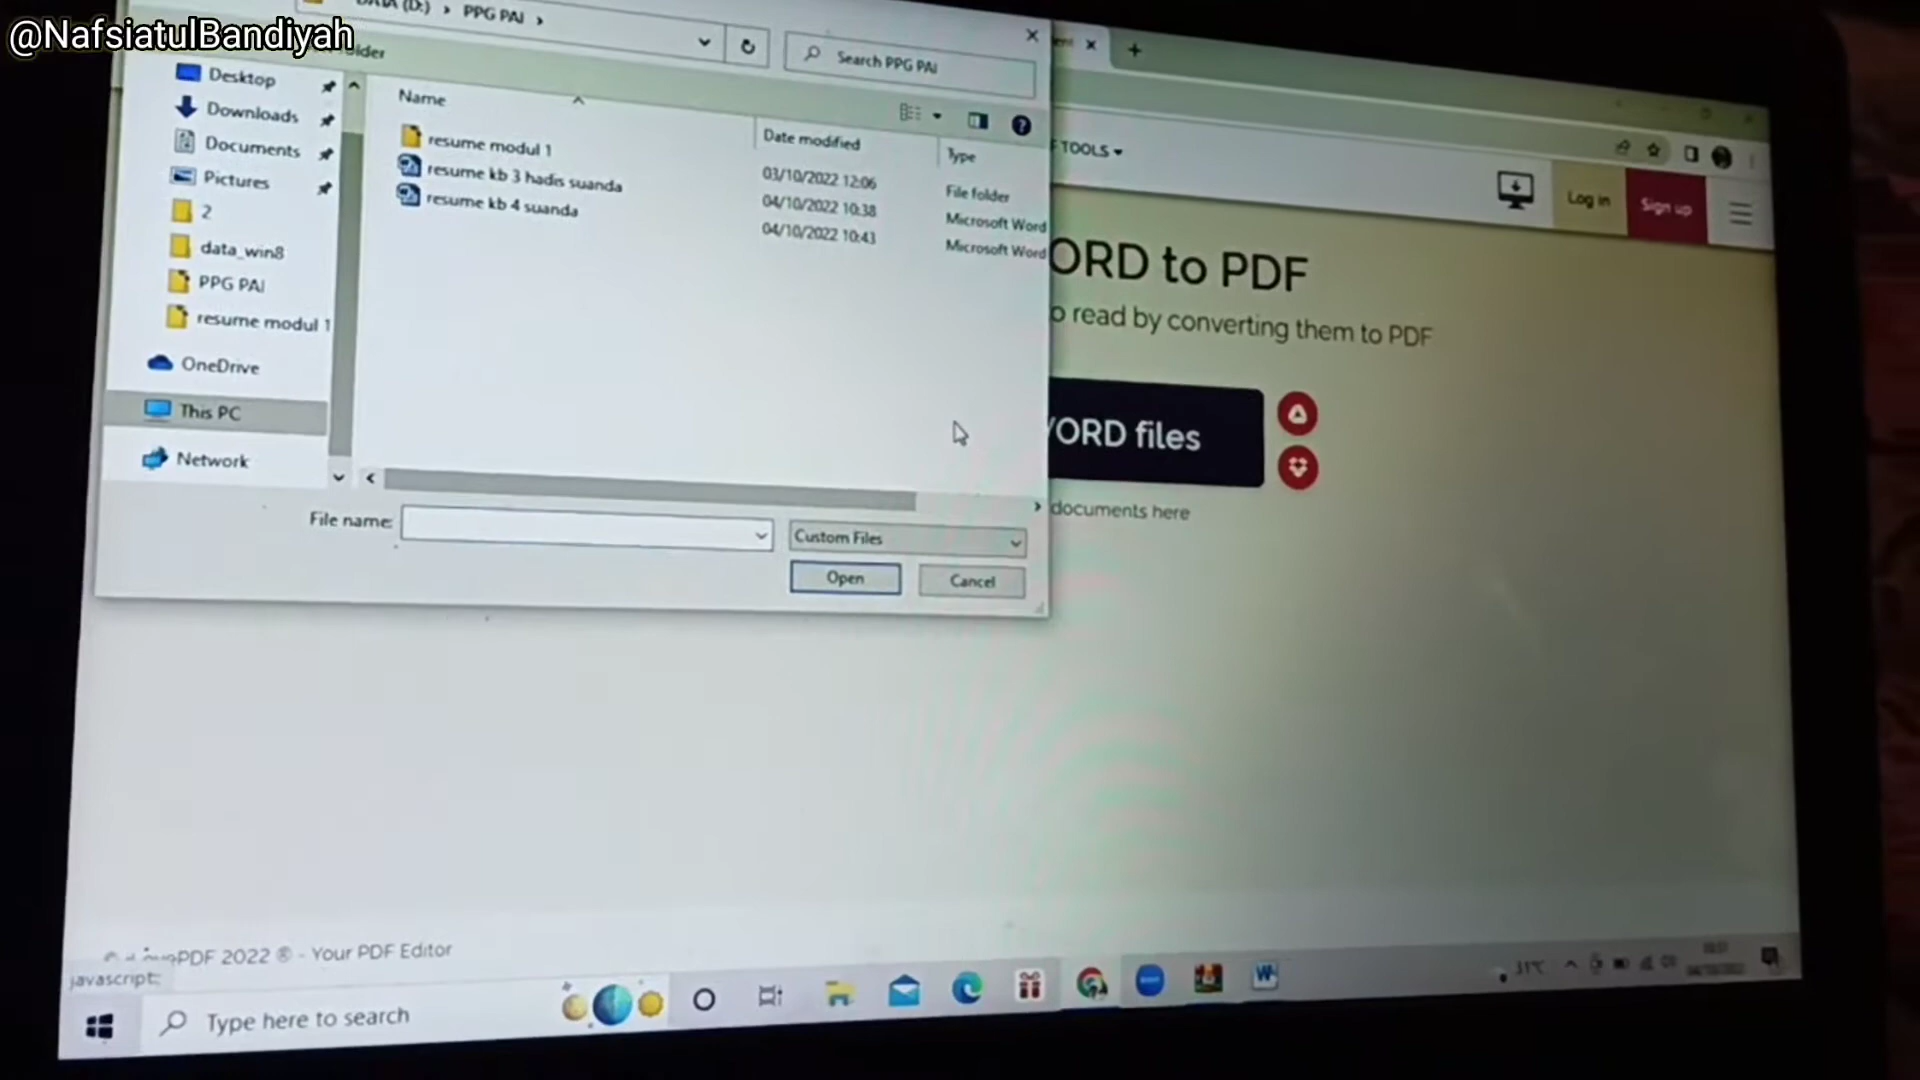 @NafsiatulBandiyah
DATA (D:) › PPG PAI ›
Search PPG PAI
folder
Desktop
Downloads
Documents
Pictures
2
data_win8
PPG PAI
resume modul 1
OneDrive
This PC
Network
Name
Date modified
Type
resume modul 1
03/10/2022 12:06
File folder
resume kb 3 hadis suanda
04/10/2022 10:38
Microsoft Word
resume kb 4 suanda
04/10/2022 10:43
Microsoft Word
File name:
Custom Files
Open
Cancel
TOOLS
Log in
Sign up
ORD to PDF
o read by converting them to PDF
ORD files
documents here
PDF 2022 ® - Your PDF Editor
javascript:
Type here to search
31°C
W